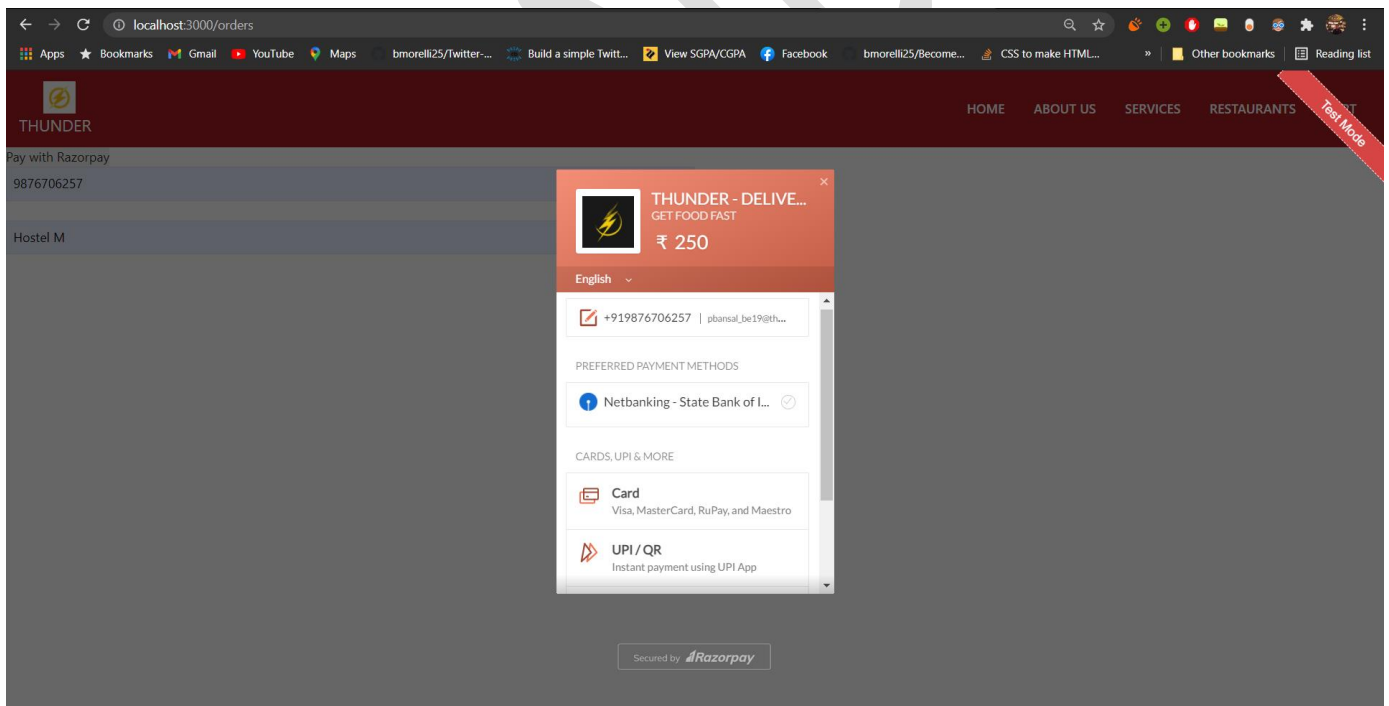 localhost:3000/orders
Apps Bookmarks Gmail YouTube Maps bmorelli25/Twitter-... Build a simple Twitt... View SGPA/CGPA Facebook bmorelli25/Become... CSS to make HTML... » Other bookmarks Reading list
THUNDER
HOME ABOUT US SERVICES RESTAURANTS
Test Mode
Pay with Razorpay
9876706257
Hostel M
THUNDER - DELIVE...
GET FOOD FAST
₹ 250
English
+919876706257 | pbansal_be19@th...
PREFERRED PAYMENT METHODS
Netbanking - State Bank of I...
CARDS, UPI & MORE
Card
Visa, MasterCard, RuPay, and Maestro
UPI / QR
Instant payment using UPI App
Secured by Razorpay